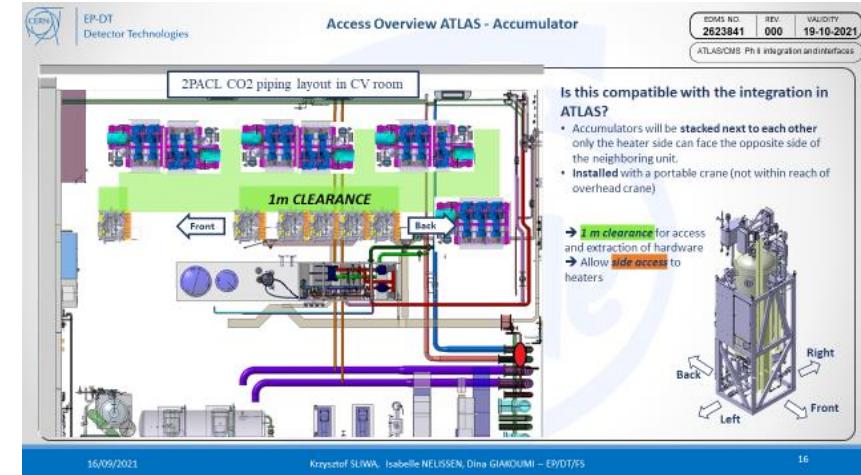 CERN
EP-DT
Detector Technologies
Access Overview ATLAS - Accumulator
EDMS NO. REV. VALIDITY
2623841 000 19-10-2021
ATLAS/CMS Ph II integration and interfaces
2PACL CO2 piping layout in CV room
1m CLEARANCE
Front
Back
Is this compatible with the integration in
ATLAS?
• Accumulators will be stacked next to each other
only the heater side can face the opposite side of
the neighboring unit.
• Installed with a portable crane (not within reach of
overhead crane)
➔ 1 m clearance for access
and extraction of hardware
➔ Allow side access to
heaters
Back
Right
Left
Front
16/09/2021
Krzysztof SLIWA, Isabelle NELISSEN, Dina GIAKOUMI – EP/DT/FS
16